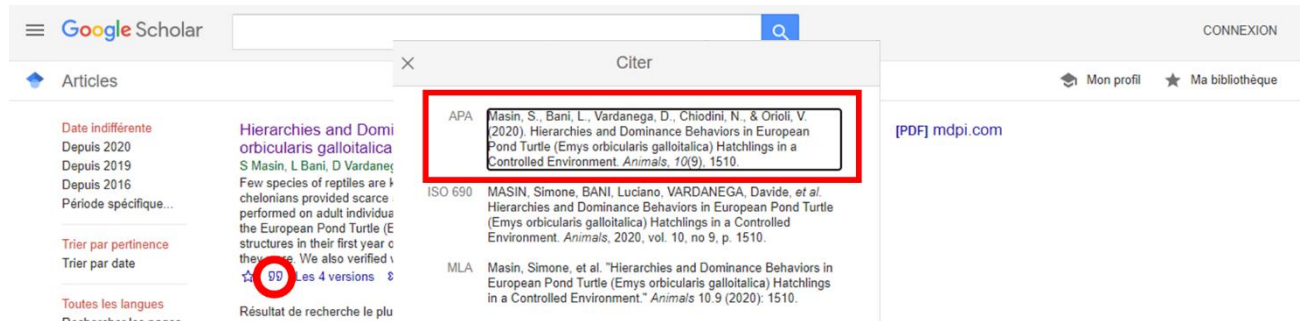 Google Scholar
CONNEXION
Articles
Citer
Mon profil
Ma bibliothèque
Date indifférente
Depuis 2020
Depuis 2019
Depuis 2016
Période spécifique...
Trier par pertinence
Trier par date
Toutes les langues
Hierarchies and Domi
orbicularis galloitalica
S Masin, L Bani, D Vardaneg
Few species of reptiles are
chelonians provided scarce
performed on adult individua
the European Pond Turtle (E
structures in their first year
We also verified
Les 4 versions
Résultat de recherche le plu
APA
Masin, S., Bani, L., Vardanega, D., Chiodini, N., & Orioli, V.
(2020). Hierarchies and Dominance Behaviors in European
Pond Turtle (Emys orbicularis galloitalica) Hatchlings in a
Controlled Environment. Animals, 10(9), 1510.
ISO 690
MASIN, Simone, BANI, Luciano, VARDANEGA, Davide, et al.
Hierarchies and Dominance Behaviors in European Pond Turtle
(Emys orbicularis galloitalica) Hatchlings in a Controlled
Environment. Animals, 2020, vol. 10, no 9, p. 1510.
MLA
Masin, Simone, et al. "Hierarchies and Dominance Behaviors in
European Pond Turtle (Emys orbicularis galloitalica) Hatchlings
in a Controlled Environment." Animals 10.9 (2020): 1510.
[PDF] mdpi.com